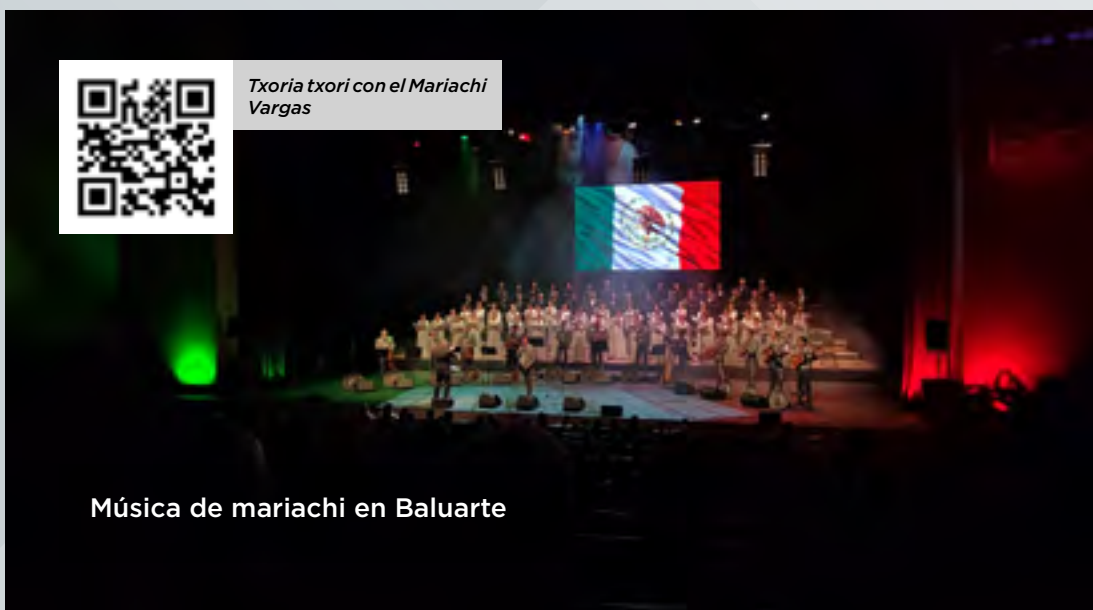 Txoria txori con el Mariachi
Vargas
Música de mariachi en Baluarte